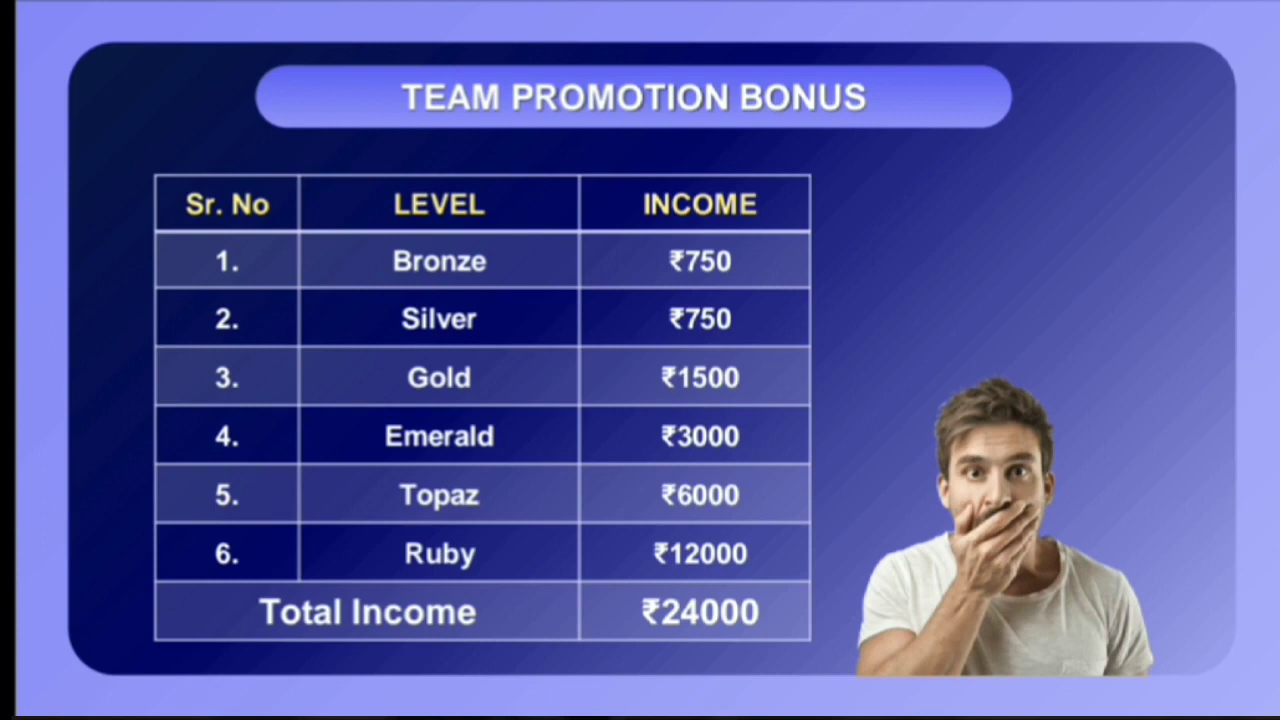 TEAM PROMOTION BONUS
Sr. No LEVEL INCOME
1. Bronze ₹750
2. Silver ₹750
3. Gold ₹1500
4. Emerald ₹3000
5. Topaz ₹6000
6. Ruby ₹12000
Total Income ₹24000